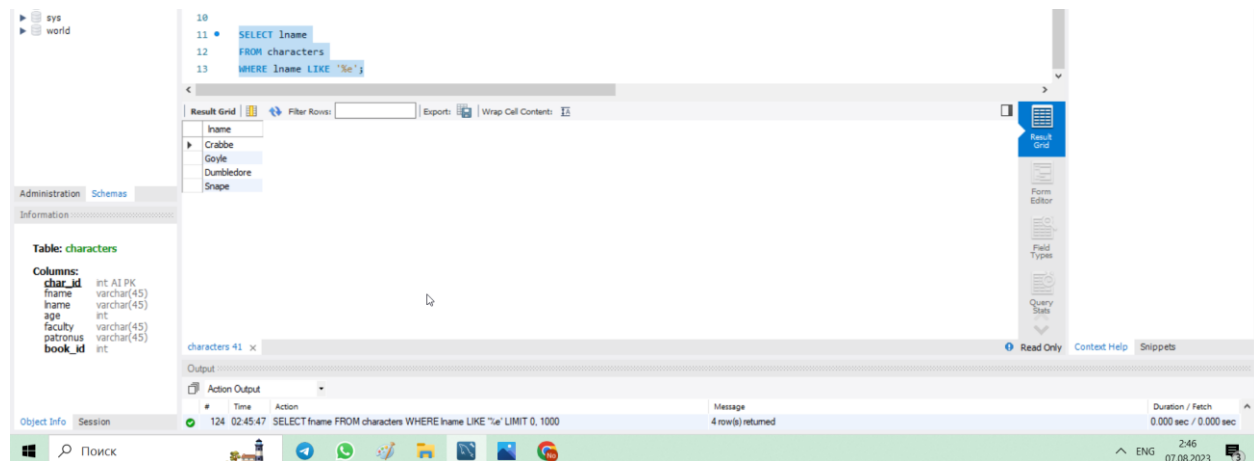 sys
world
10
11 SELECT lname
12 FROM characters
13 WHERE lname LIKE '%e';
Result Grid Filter Rows: Export: Wrap Cell Content:
lname
Crabbe
Goyle
Dumbledore
Snape
Result
Grid
Form
Editor
Field
Types
Query
Stats
Administration Schemas
Information
Table: characters
Columns:
char_id int AI PK
fname varchar(45)
lname varchar(45)
age int
faculty varchar(45)
patronus varchar(45)
book_id int
characters 41
Read Only Context Help Snippets
Output
Action Output
# Time Action Message Duration / Fetch
Object Info Session
124 02:45:47 SELECT fname FROM characters WHERE lname LIKE '%e' LIMIT 0, 1000 4 row(s) returned 0.000 sec / 0.000 sec
Поиск
No
ENG
2:46
07.08.2023
3